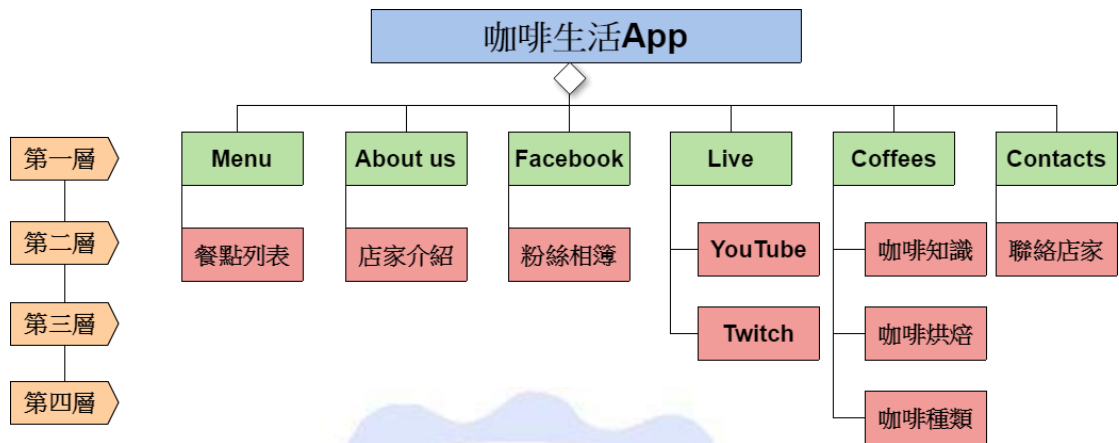 咖啡生活App
第一層
Menu
About us
Facebook
Live
Coffees
Contacts
第二層
餐點列表
店家介紹
粉絲相簿
YouTube
咖啡知識
聯絡店家
第三層
Twitch
咖啡烘焙
第四層
咖啡種類